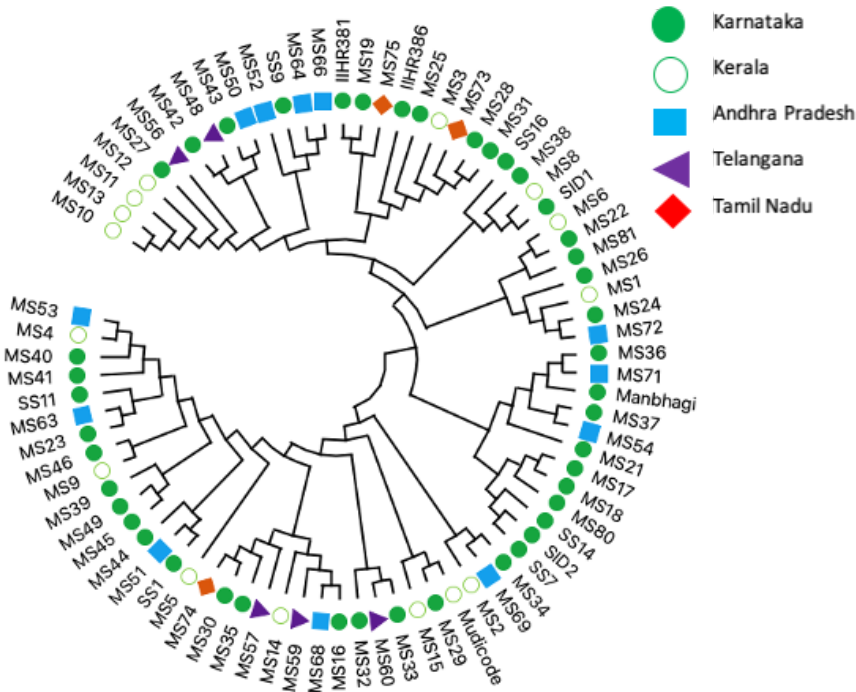 Karnataka
Kerala
Andhra Pradesh
Telangana
Tamil Nadu
MS10
MS13
MS11
MS12
MS27
MS56
MS42
MS48
MS43
MS50
MS52
SS9
MS64
MS66
IIHR381
MS19
MS75
IIHR386
MS25
MS3
MS73
MS28
MS31
SS16
MS38
MS8
SID1
MS6
MS22
MS81
MS26
MS1
MS24
MS72
MS36
MS71
Manbhagi
MS37
MS54
MS21
MS17
MS18
MS80
SS14
SID2
SS7
MS34
MS69
MS2
Mudicode
MS29
MS15
MS33
MS60
MS32
MS16
MS68
MS59
MS14
MS57
MS35
MS30
MS74
MS5
SS1
MS51
MS44
MS45
MS49
MS39
MS9
MS46
MS23
MS63
SS11
MS41
MS40
MS4
MS53